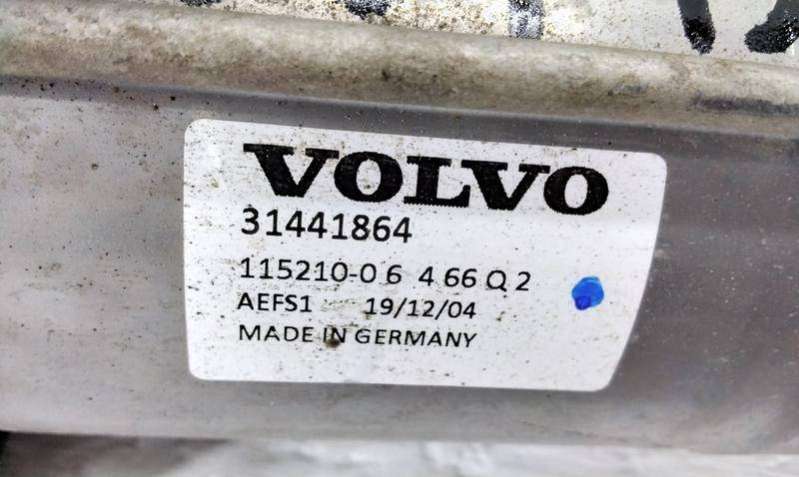 VOLVO
31441864
115210-0 6 4 66 Q 2
AEFS1 19/12/04
MADE IN GERMANY